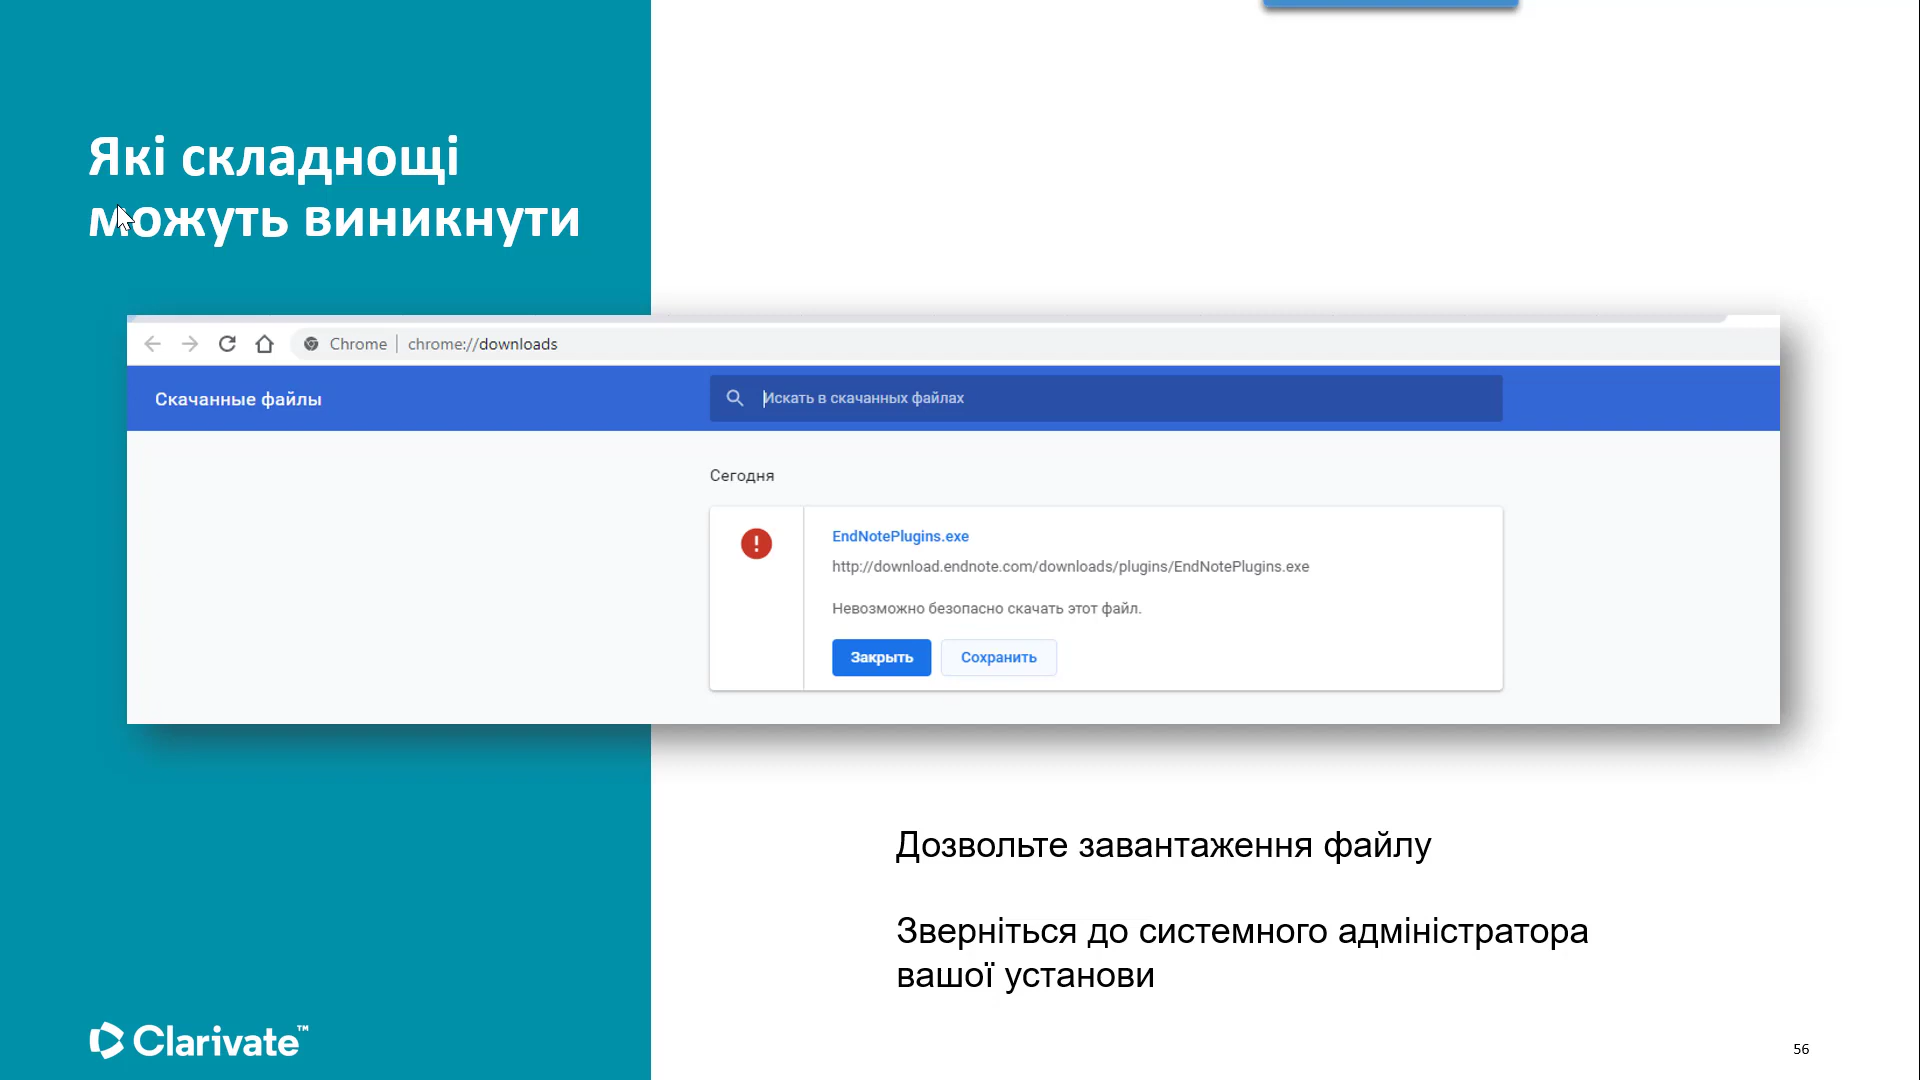 Які складнощі
можуть виникнути
Chrome | chrome://downloads
Скачанные файлы
Искать в скачанных файлах
Сегодня
EndNotePlugins.exe
http://download.endnote.com/downloads/plugins/EndNotePlugins.exe
Невозможно безопасно скачать этот файл.
Закрыть Сохранить
Дозвольте завантаження файлу
Зверніться до системного адміністратора
вашої установи
Clarivate™
56